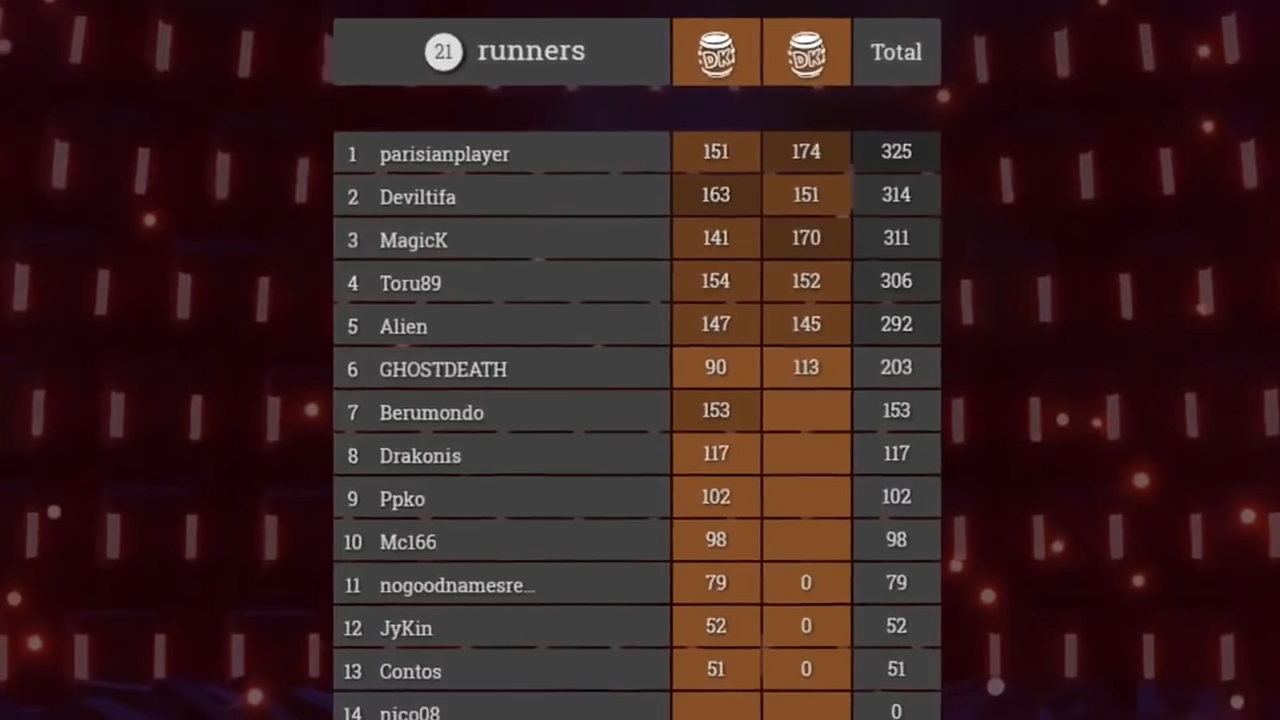 21 runners DK DK Total
1 parisianplayer 151 174 325
2 Deviltifa 163 151 314
3 MagicK 141 170 311
4 Toru89 154 152 306
5 Alien 147 145 292
6 GHOSTDEATH 90 113 203
7 Berumondo 153 153
8 Drakonis 117 117
9 Ppko 102 102
10 Mc166 98 98
11 nogoodnamesre... 79 0 79
12 JyKin 52 0 52
13 Contos 51 0 51
14 nico08 0